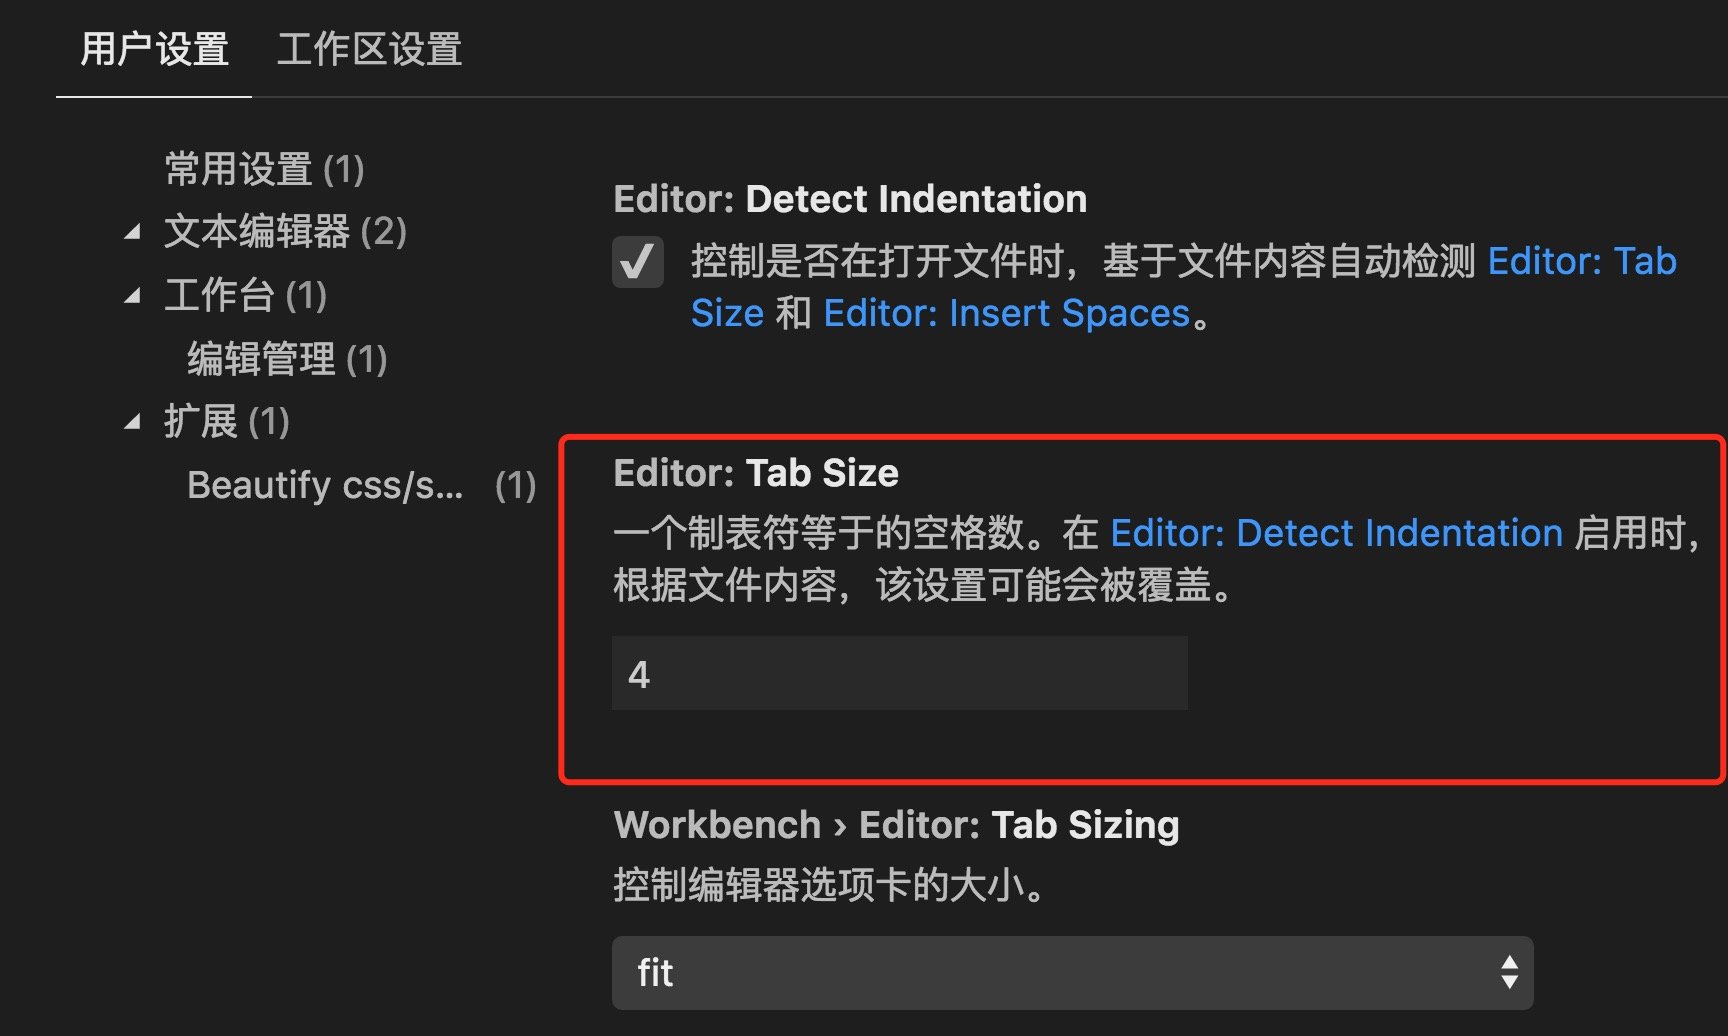 用户设置 工作区设置
常用设置 (1)
文本编辑器 (2)
工作台 (1)
编辑管理 (1)
扩展 (1)
Beautify css/s... (1)
Editor: Detect Indentation
控制是否在打开文件时，基于文件内容自动检测 Editor: Tab
Size 和 Editor: Insert Spaces。
Editor: Tab Size
一个制表符等于的空格数。在 Editor: Detect Indentation 启用时，
根据文件内容，该设置可能会被覆盖。
4
Workbench › Editor: Tab Sizing
控制编辑器选项卡的大小。
fit